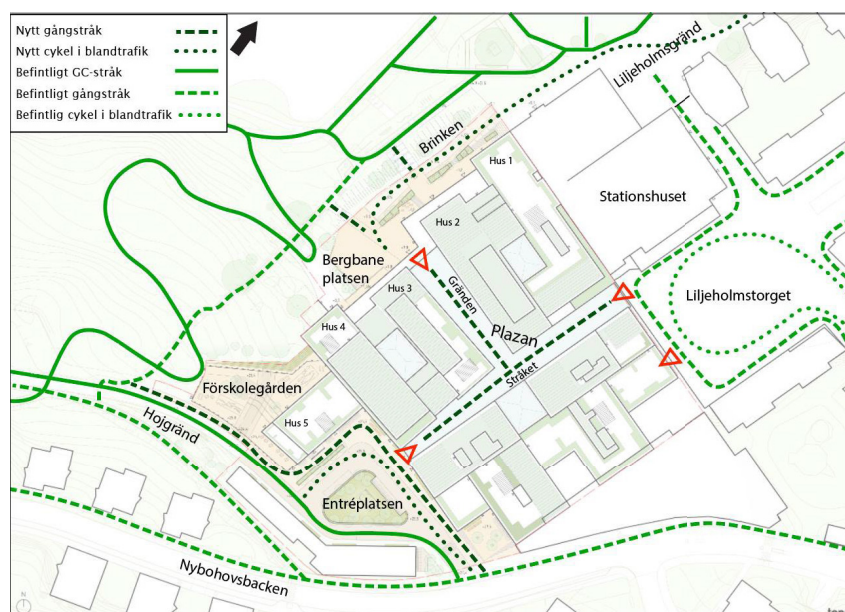 Nytt gångstråk
Nytt cykel i blandtrafik
Befintligt GC-stråk
Befintligt gångstråk
Befintlig cykel i blandtrafik
Liljeholmsgränd
Brinken
Hus 1
Stationshuset
Hus 2
Bergbane
platsen
Gränden
Hus 3
Liljeholmstorget
Plazan
Hus 4
Stråket
Förskolegården
Hus 5
Hojgränd
Entréplatsen
Nybohovsbacken
N